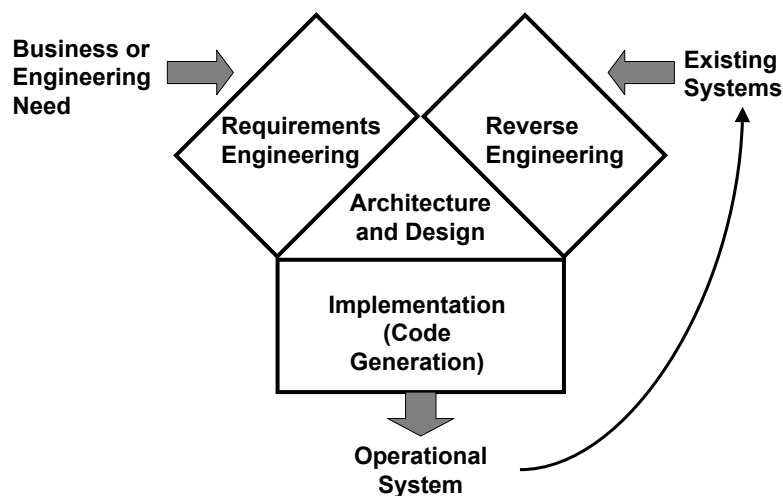 Business or
Engineering
Need
Existing
Systems
Requirements
Engineering
Reverse
Engineering
Architecture
and Design
Implementation
(Code
Generation)
Operational
System